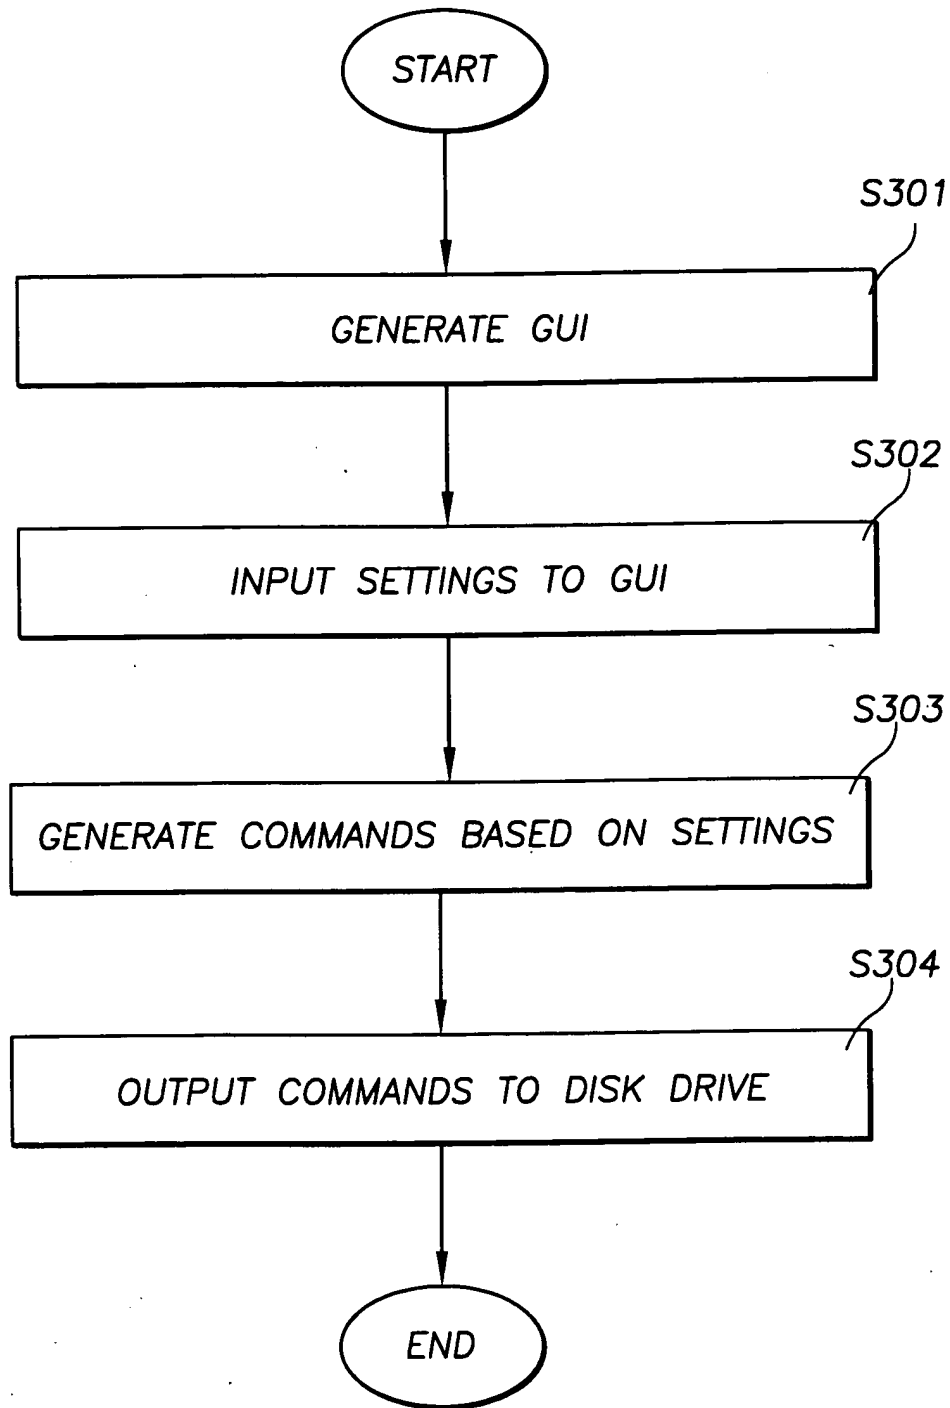 START
S301
GENERATE GUI
S302
INPUT SETTINGS TO GUI
S303
GENERATE COMMANDS BASED ON SETTINGS
S304
OUTPUT COMMANDS TO DISK DRIVE
END